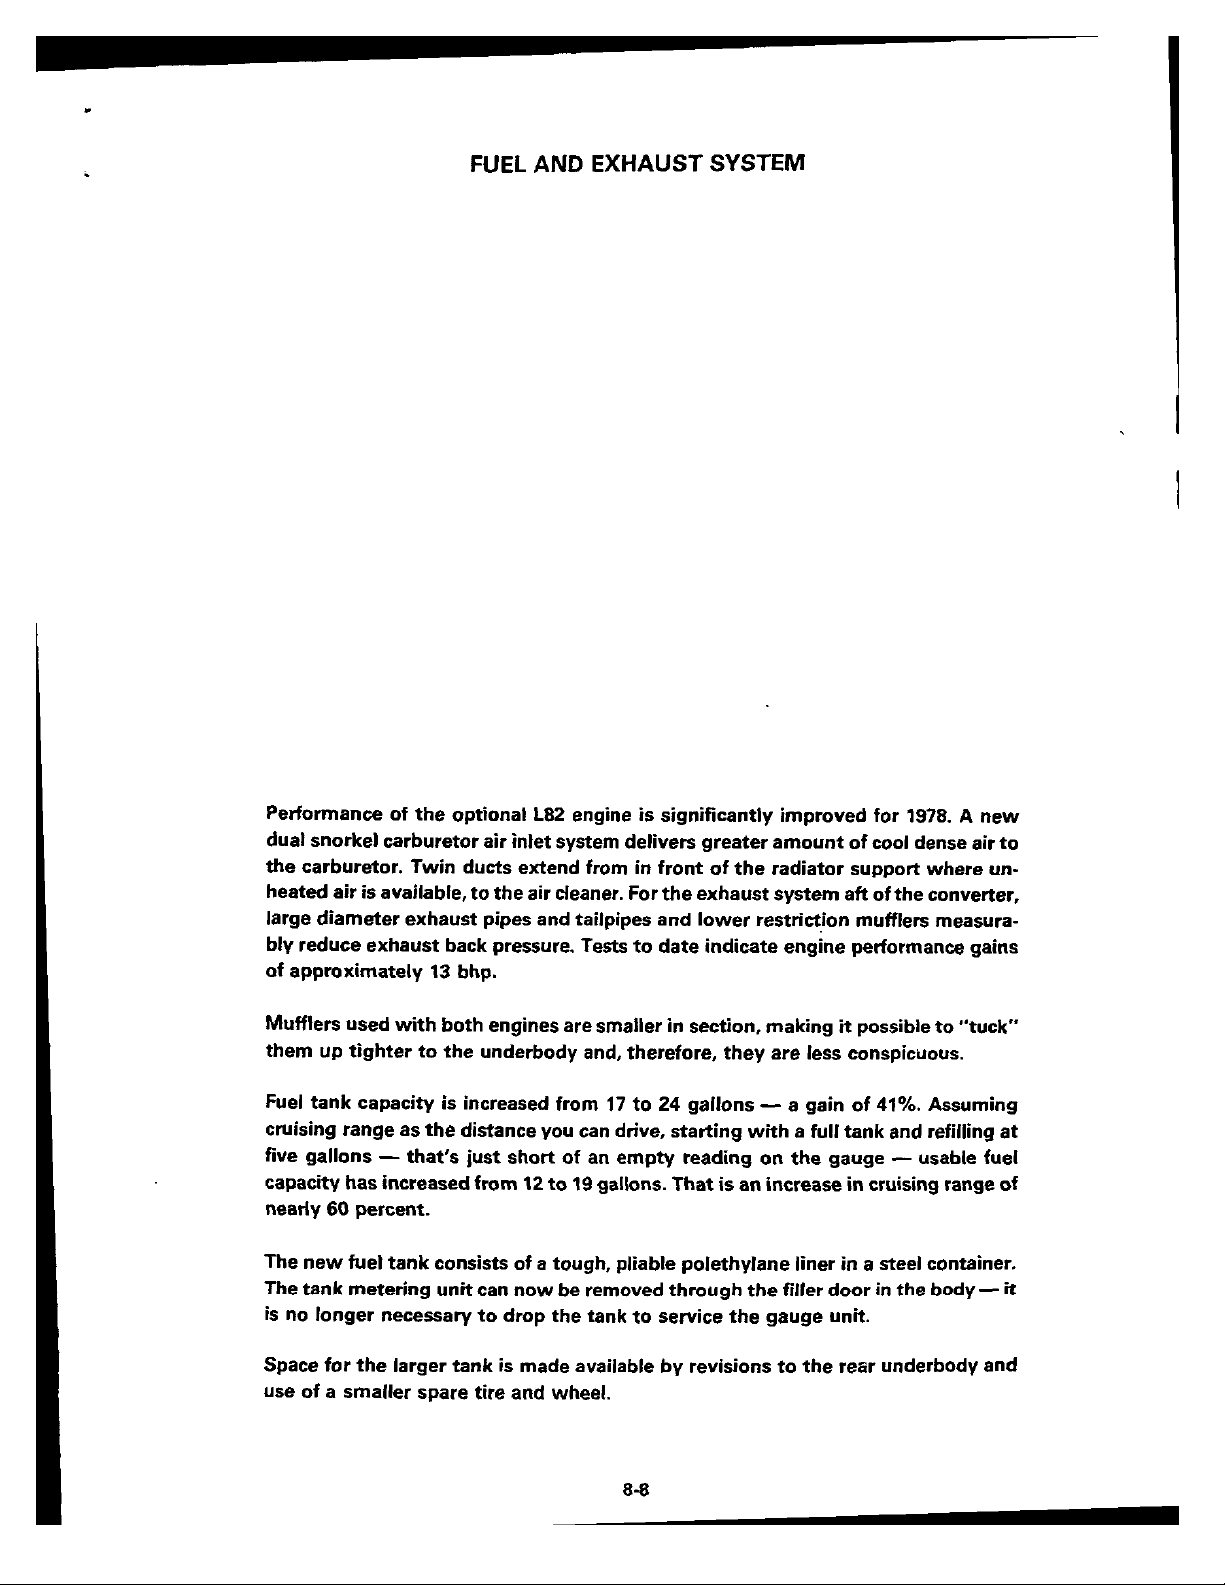 FUEL AND EXHAUST SYSTEM
Performance of the optional L82 engine is significantly improved for 1978. A new
dual snorkel carburetor air inlet system delivers greater amount of cool dense air to
the carburetor. Twin ducts extend from in front of the radiator support where un-
heated air is available, to the air cleaner. For the exhaust system aft of the converter,
large diameter exhaust pipes and tailpipes and lower restriction mufflers measura-
bly reduce exhaust back pressure. Tests to date indicate engine performance gains
of approximately 13 bhp.
Mufflers used with both engines are smaller in section, making it possible to "tuck"
them up tighter to the underbody and, therefore, they are less conspicuous.
Fuel tank capacity is increased from 17 to 24 gallons — a gain of 41%. Assuming
cruising range as the distance you can drive, starting with a full tank and refilling at
five gallons — that's just short of an empty reading on the gauge — usable fuel
capacity has increased from 12 to 19 gallons. That is an increase in cruising range of
nearly 60 percent.
The new fuel tank consists of a tough, pliable polethylane liner in a steel container.
The tank metering unit can now be removed through the filler door in the body — it
is no longer necessary to drop the tank to service the gauge unit.
Space for the larger tank is made available by revisions to the rear underbody and
use of a smaller spare tire and wheel.
8-8